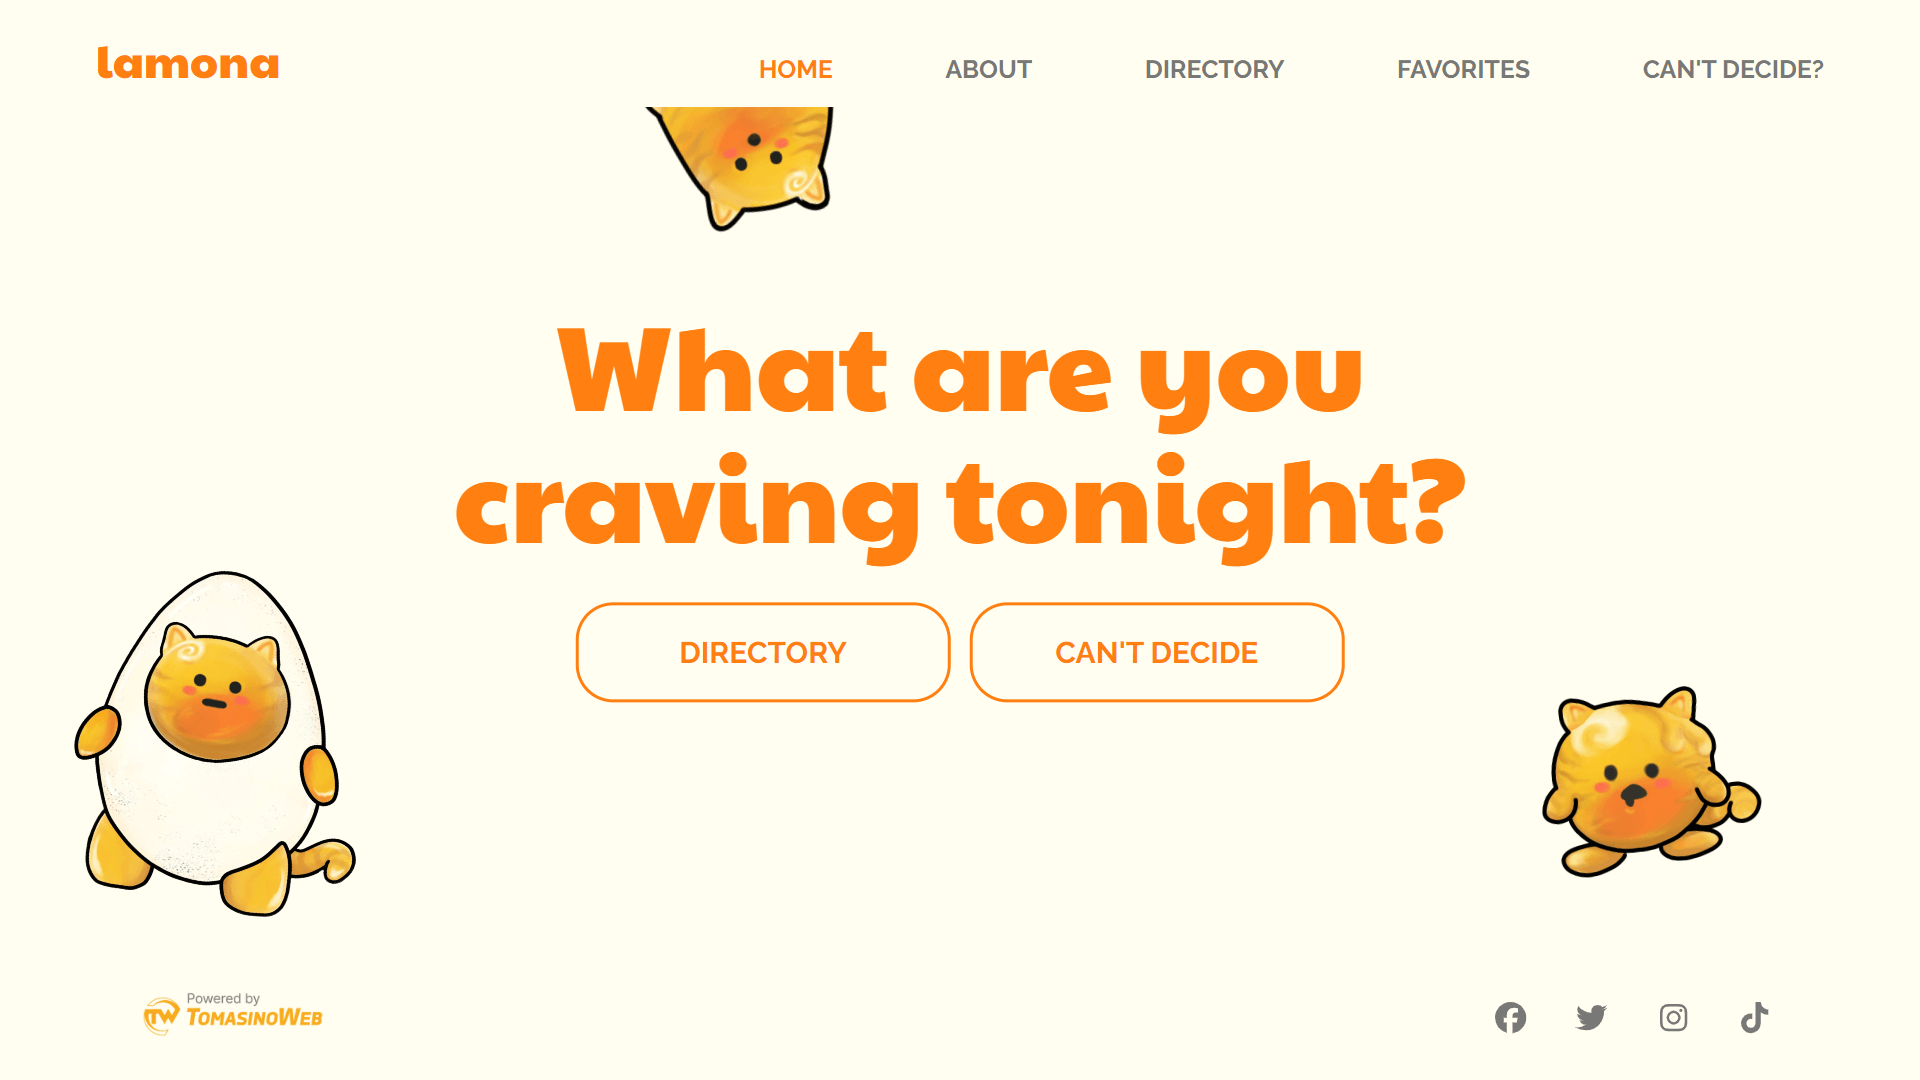 lamona
HOME
ABOUT
DIRECTORY
FAVORITES
CAN'T DECIDE?
What are you
craving tonight?
DIRECTORY
CAN'T DECIDE
Powered by
TW TOMASINOWEB